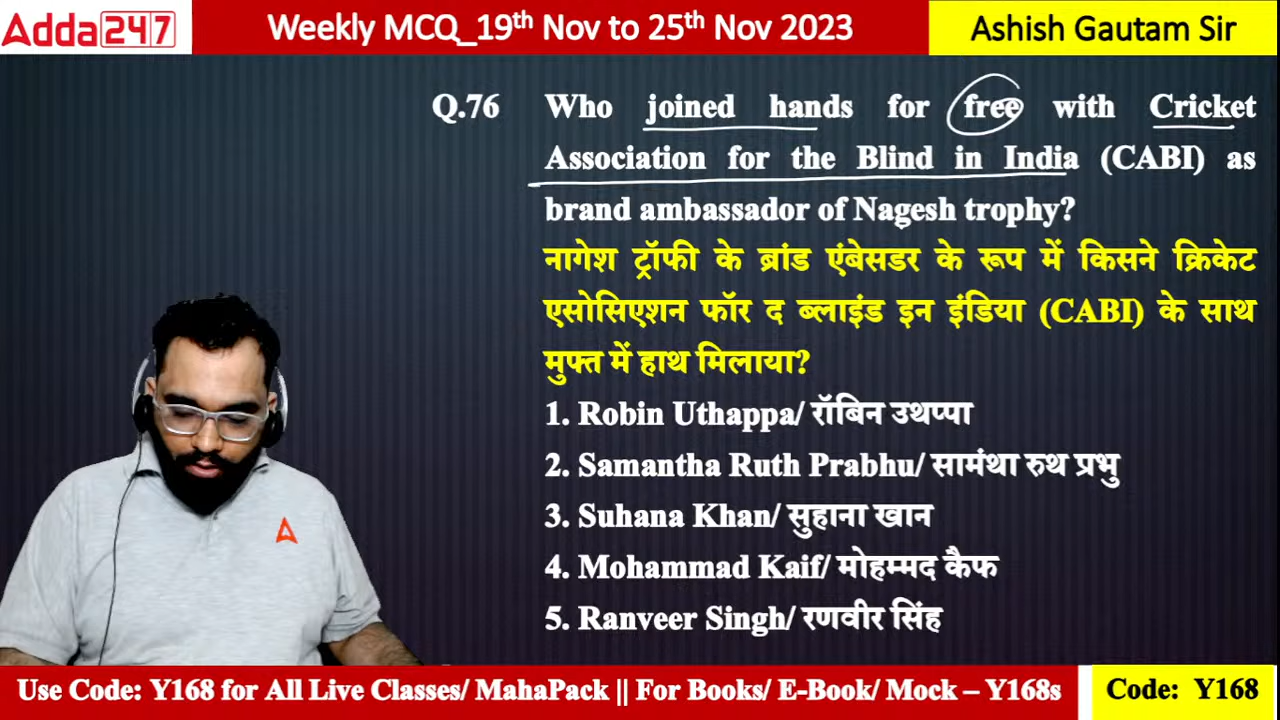 Adda247
Weekly MCQ_19th Nov to 25th Nov 2023
Ashish Gautam Sir
Q.76 Who joined hands for free with Cricket
Association for the Blind in India (CABI) as
brand ambassador of Nagesh trophy?
नागेश ट्रॉफी के ब्रांड एंबेसडर के रूप में किसने क्रिकेट
एसोसिएशन फॉर द ब्लाइंड इन इंडिया (CABI) के साथ
मुफ्त में हाथ मिलाया?
1. Robin Uthappa/ रॉबिन उथप्पा
2. Samantha Ruth Prabhu/ सामंथा रुथ प्रभु
3. Suhana Khan/ सुहाना खान
4. Mohammad Kaif/ मोहम्मद कैफ
5. Ranveer Singh/ रणवीर सिंह
Use Code: Y168 for All Live Classes/ MahaPack || For Books/ E-Book/ Mock – Y168s
Code: Y168